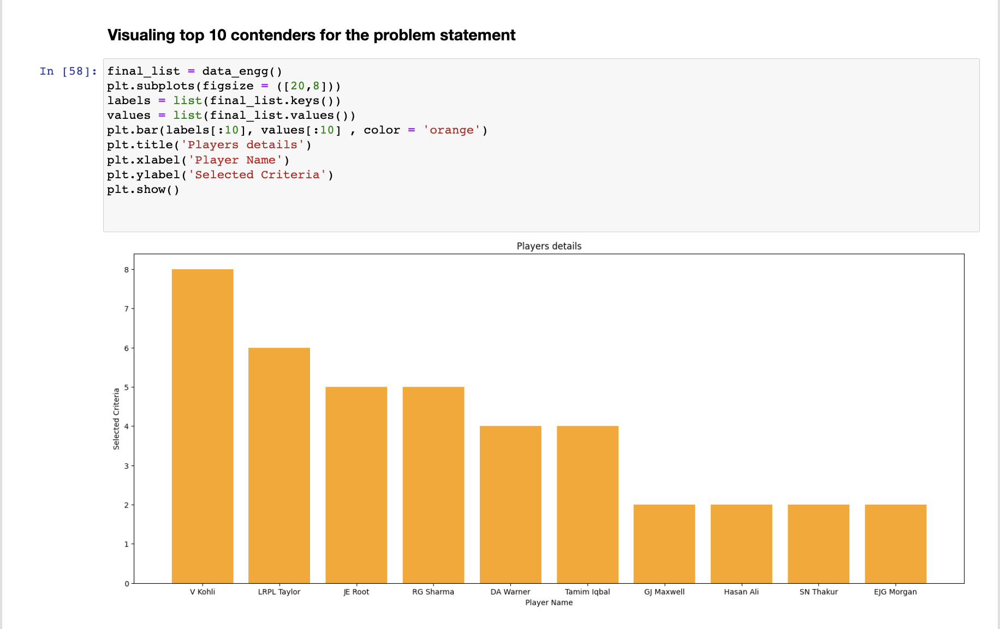 Visualing top 10 contenders for the problem statement
In [58]:
final_list = data_engg()
plt.subplots(figsize = ([20,8]))
labels = list(final_list.keys())
values = list(final_list.values())
plt.bar(labels[:10], values[:10] , color = 'orange')
plt.title('Players details')
plt.xlabel('Player Name')
plt.ylabel('Selected Criteria')
plt.show()
Players details
8
7
6
5
4
3
2
1
0
Selected Criteria
V Kohli LRPL Taylor JE Root RG Sharma DA Warner Tamim Iqbal GJ Maxwell Hasan Ali SN Thakur EJG Morgan
Player Name